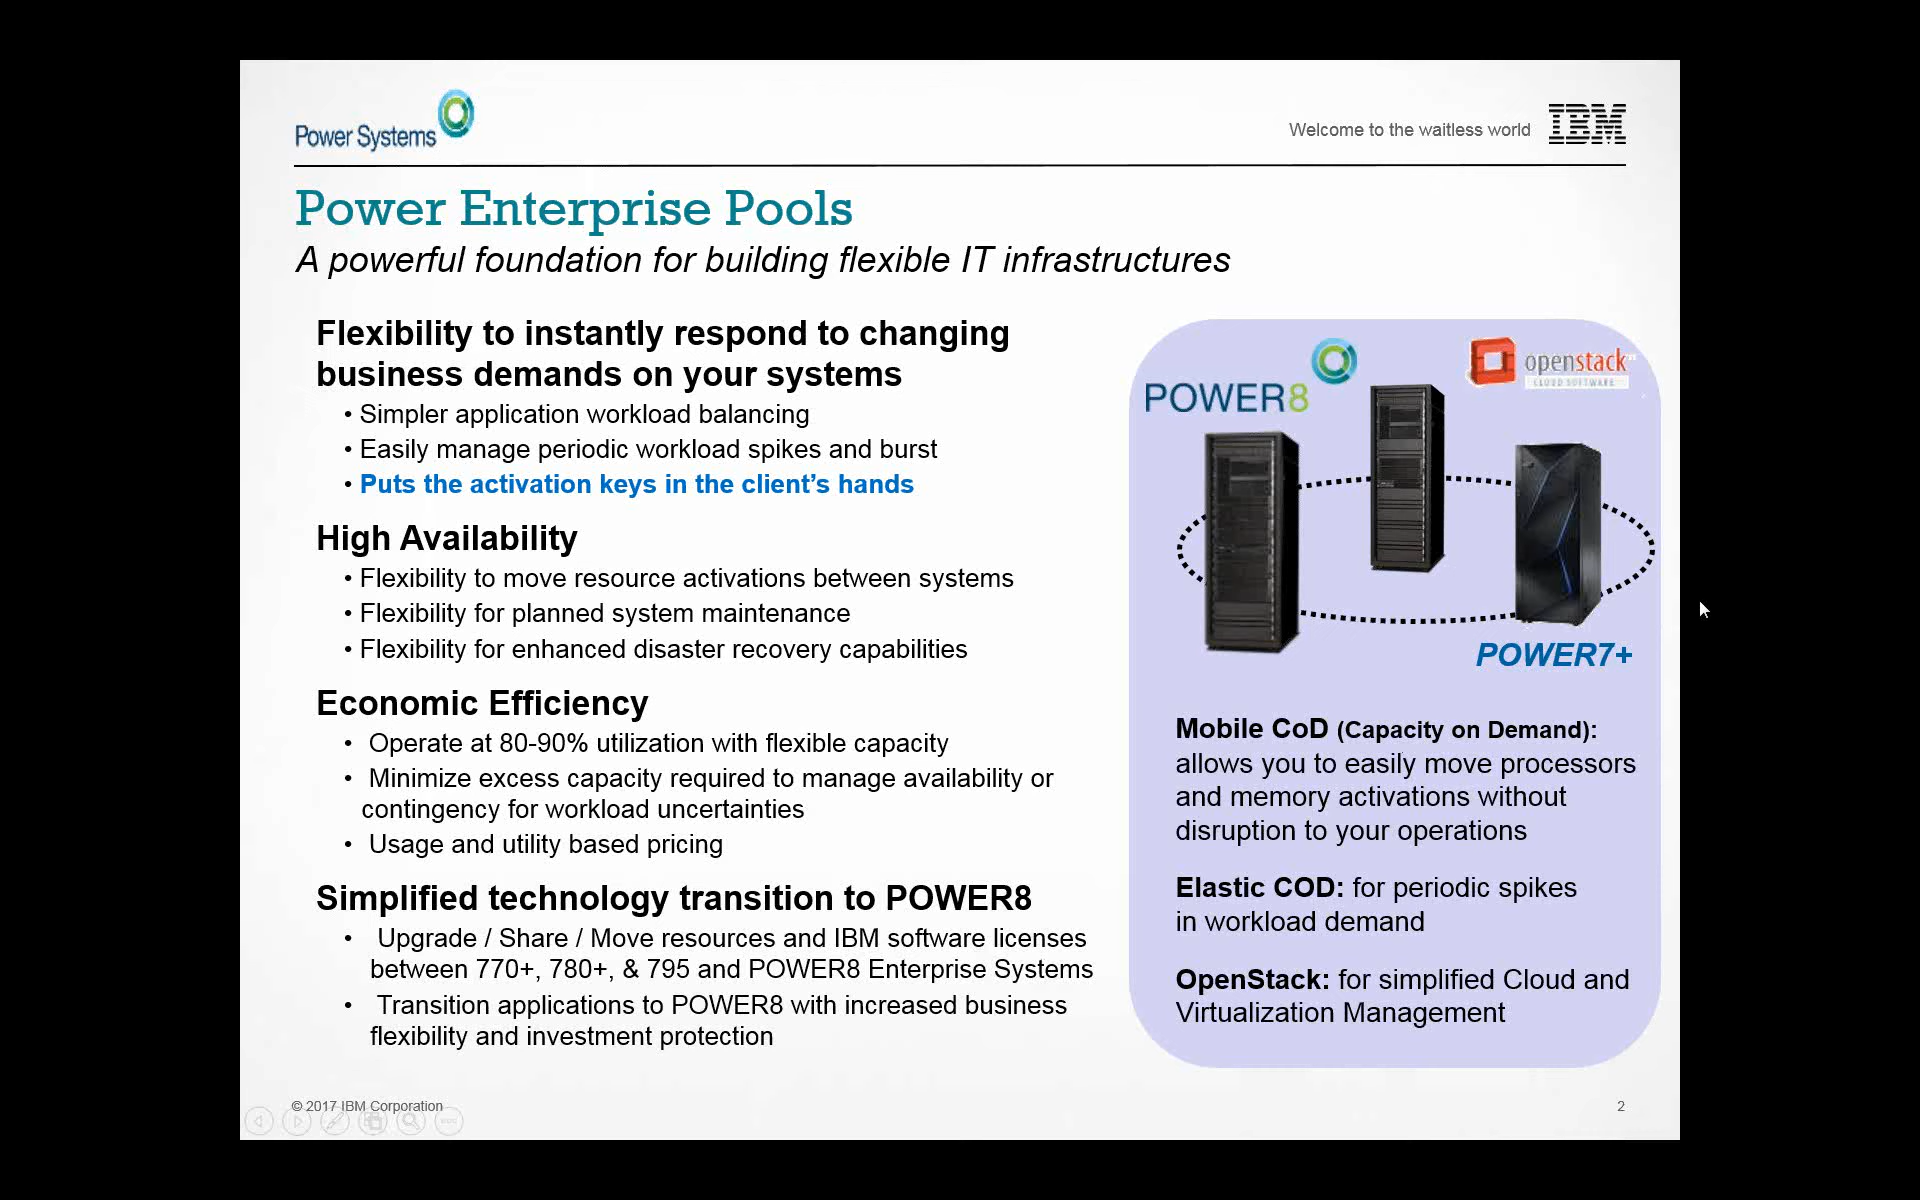 Power Systems
Welcome to the waitless world IBM
Power Enterprise Pools
A powerful foundation for building flexible IT infrastructures
Flexibility to instantly respond to changing
business demands on your systems
• Simpler application workload balancing
• Easily manage periodic workload spikes and burst
• Puts the activation keys in the client’s hands
High Availability
• Flexibility to move resource activations between systems
• Flexibility for planned system maintenance
• Flexibility for enhanced disaster recovery capabilities
Economic Efficiency
• Operate at 80-90% utilization with flexible capacity
• Minimize excess capacity required to manage availability or
contingency for workload uncertainties
• Usage and utility based pricing
Simplified technology transition to POWER8
• Upgrade / Share / Move resources and IBM software licenses
between 770+, 780+, & 795 and POWER8 Enterprise Systems
• Transition applications to POWER8 with increased business
flexibility and investment protection
POWER8
openstack
CLOUD SOFTWARE
POWER7+
Mobile CoD (Capacity on Demand):
allows you to easily move processors
and memory activations without
disruption to your operations
Elastic COD: for periodic spikes
in workload demand
OpenStack: for simplified Cloud and
Virtualization Management
© 2017 IBM Corporation
2